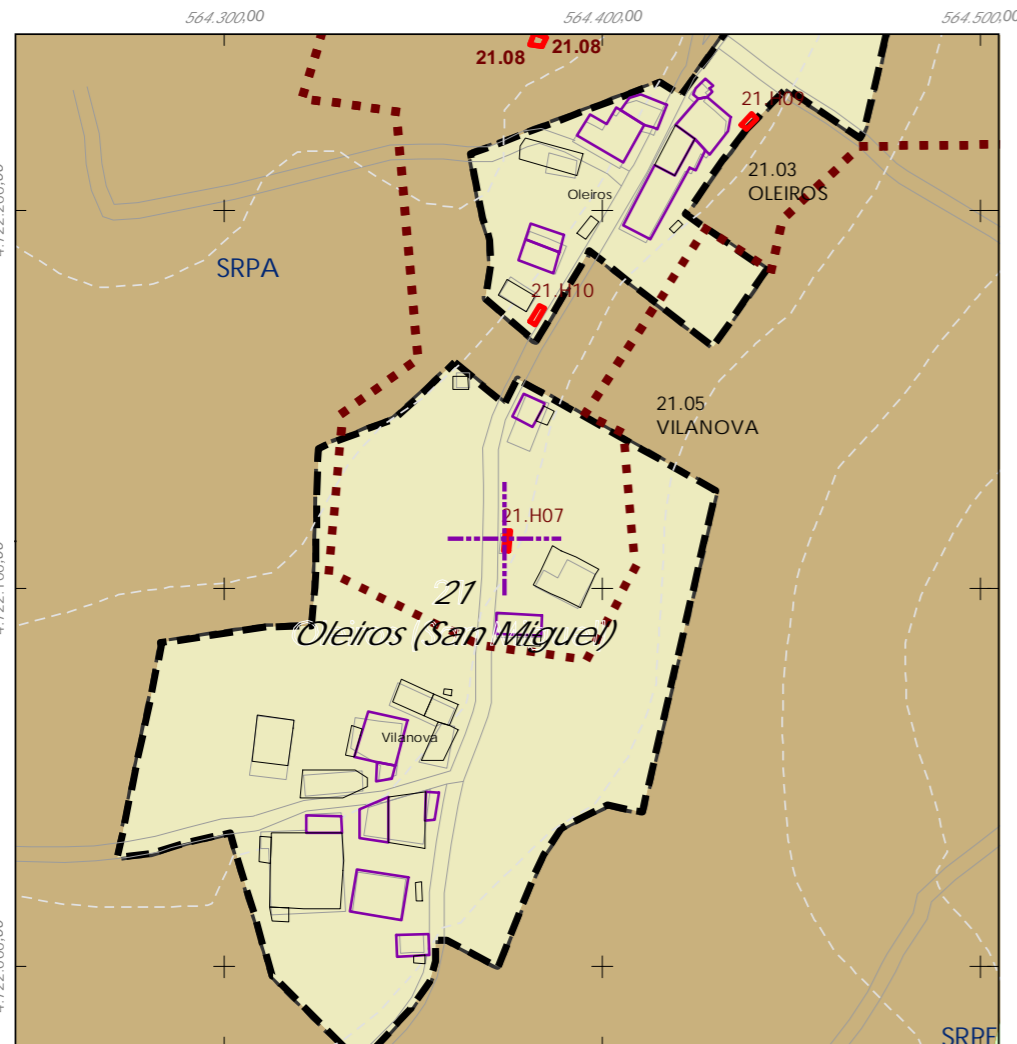 564.300,00
564.400,00
564.500,00
21.08
21.08
21.H09
21.03
OLEIROS
Oleiros
SRPA
21.H10
21.05
VILANOVA
21.H07
21
Oleiros (San Miguel)
Vilanova